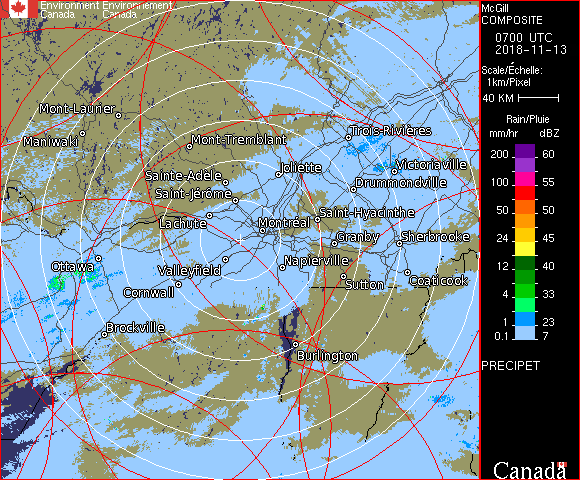 Environment Environnement
Canada Canada
Mont-Laurier
Maniwaki
Mont-Tremblant
Trois-Rivières
Joliette
Victoriaville
Sainte-Adèle
Drummondville
Saint-Jérôme
Lachute
Saint-Hyacinthe
Montréal
Granby
Sherbrooke
Ottawa
Valleyfield
Napierville
Cornwall
Sutton
Coaticook
Brockville
Burlington
McGill
COMPOSITE
0700 UTC
2018-11-13
Scale/Échelle:
1km/Pixel
40 KM
Rain/Pluie
mm/hr dBZ
200 60
100 55
50 50
24 45
12 40
4 33
1 23
0.1 7
PRECIPET
Canada